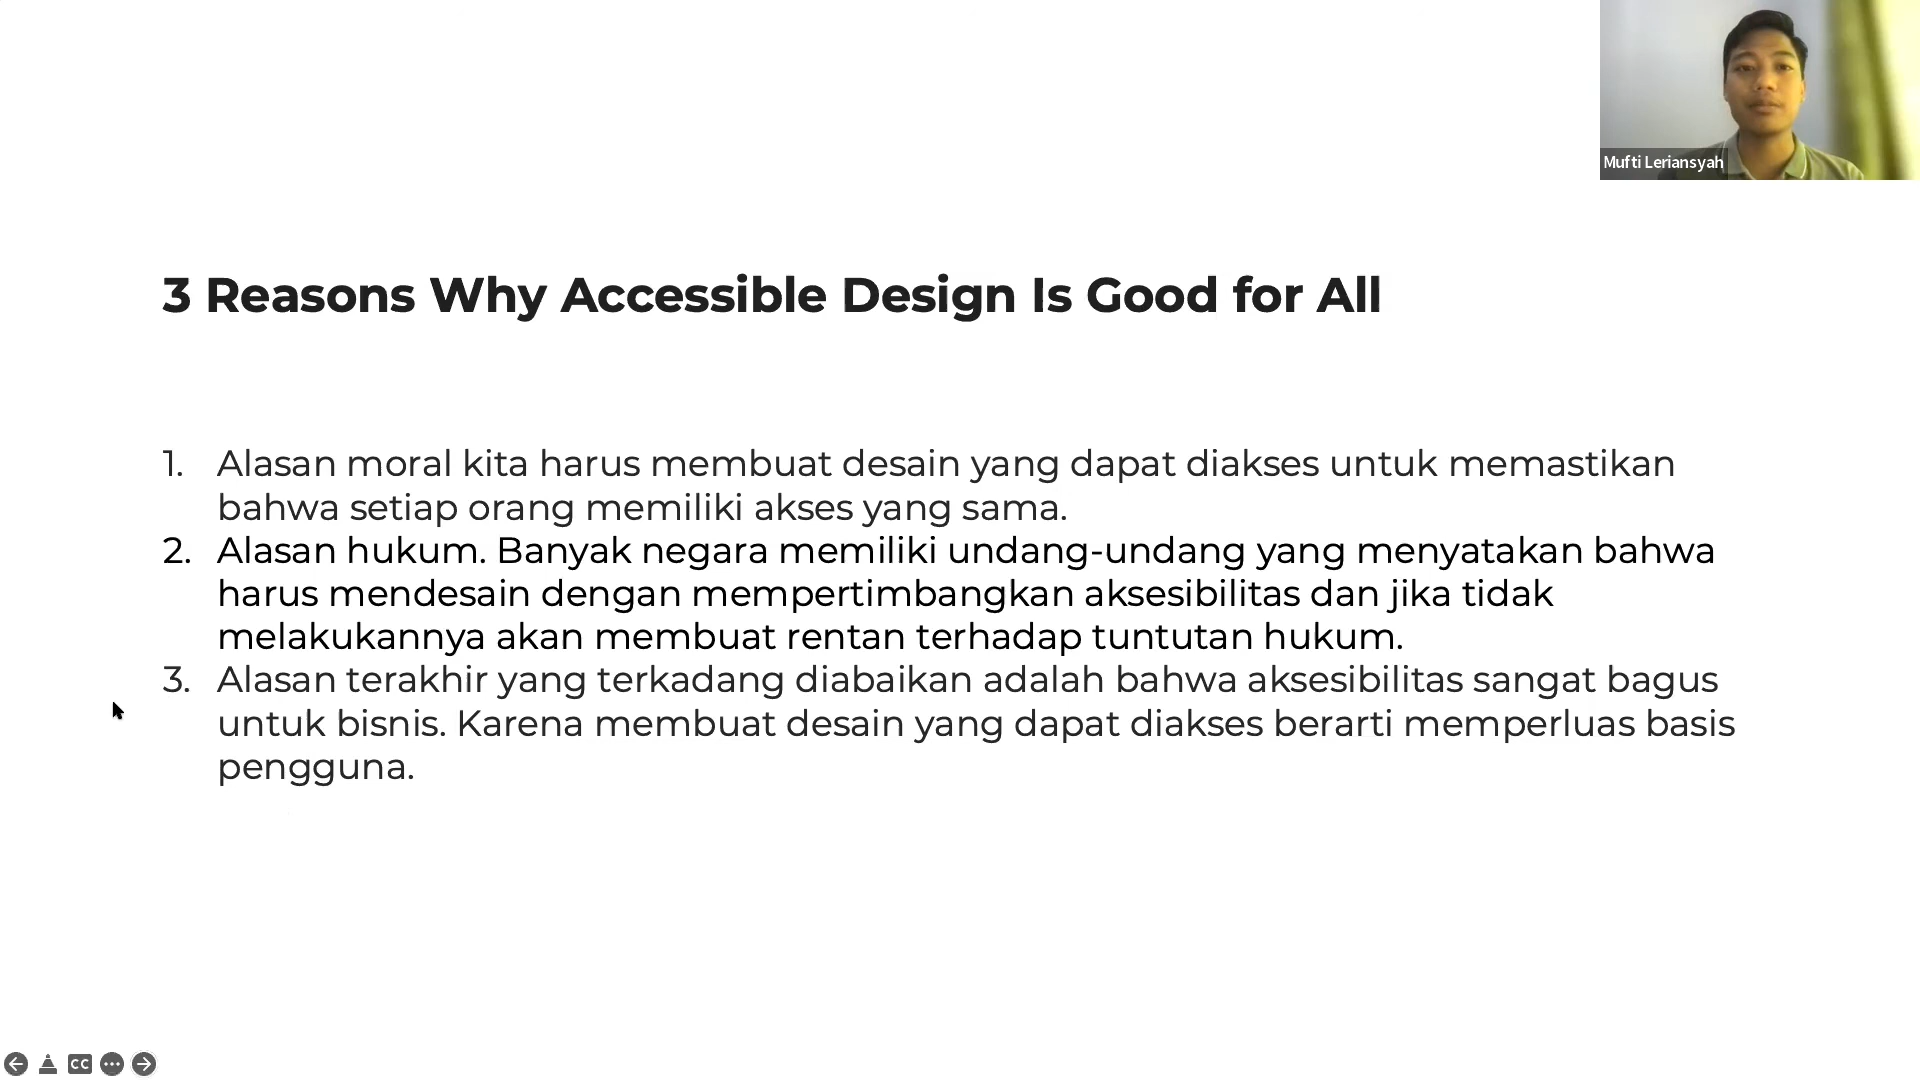 Mufti Leriansyah
3 Reasons Why Accessible Design Is Good for All
1. Alasan moral kita harus membuat desain yang dapat diakses untuk memastikan
bahwa setiap orang memiliki akses yang sama.
2. Alasan hukum. Banyak negara memiliki undang-undang yang menyatakan bahwa
harus mendesain dengan mempertimbangkan aksesibilitas dan jika tidak
melakukannya akan membuat rentan terhadap tuntutan hukum.
3. Alasan terakhir yang terkadang diabaikan adalah bahwa aksesibilitas sangat bagus
untuk bisnis. Karena membuat desain yang dapat diakses berarti memperluas basis
pengguna.
CC